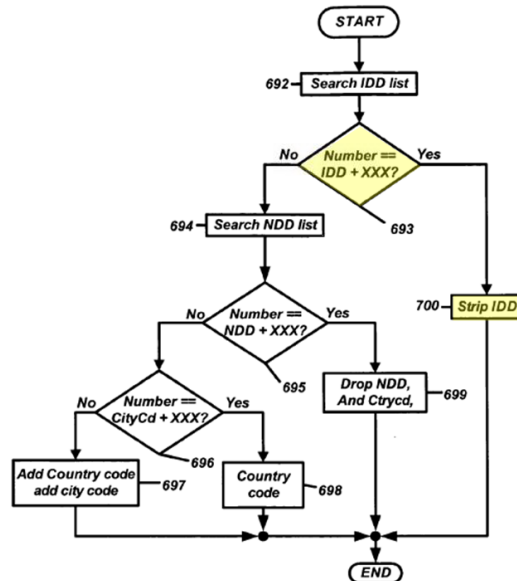 START
692
Search IDD list
Number ==
IDD + XXX?
No
Yes
693
694
Search NDD list
700
Strip IDD
Number ==
NDD + XXX?
No
Yes
695
Drop NDD,
And Ctrycd,
699
Number ==
CityCd + XXX?
No
Yes
696
Add Country code
add city code
697
Country
code
698
END